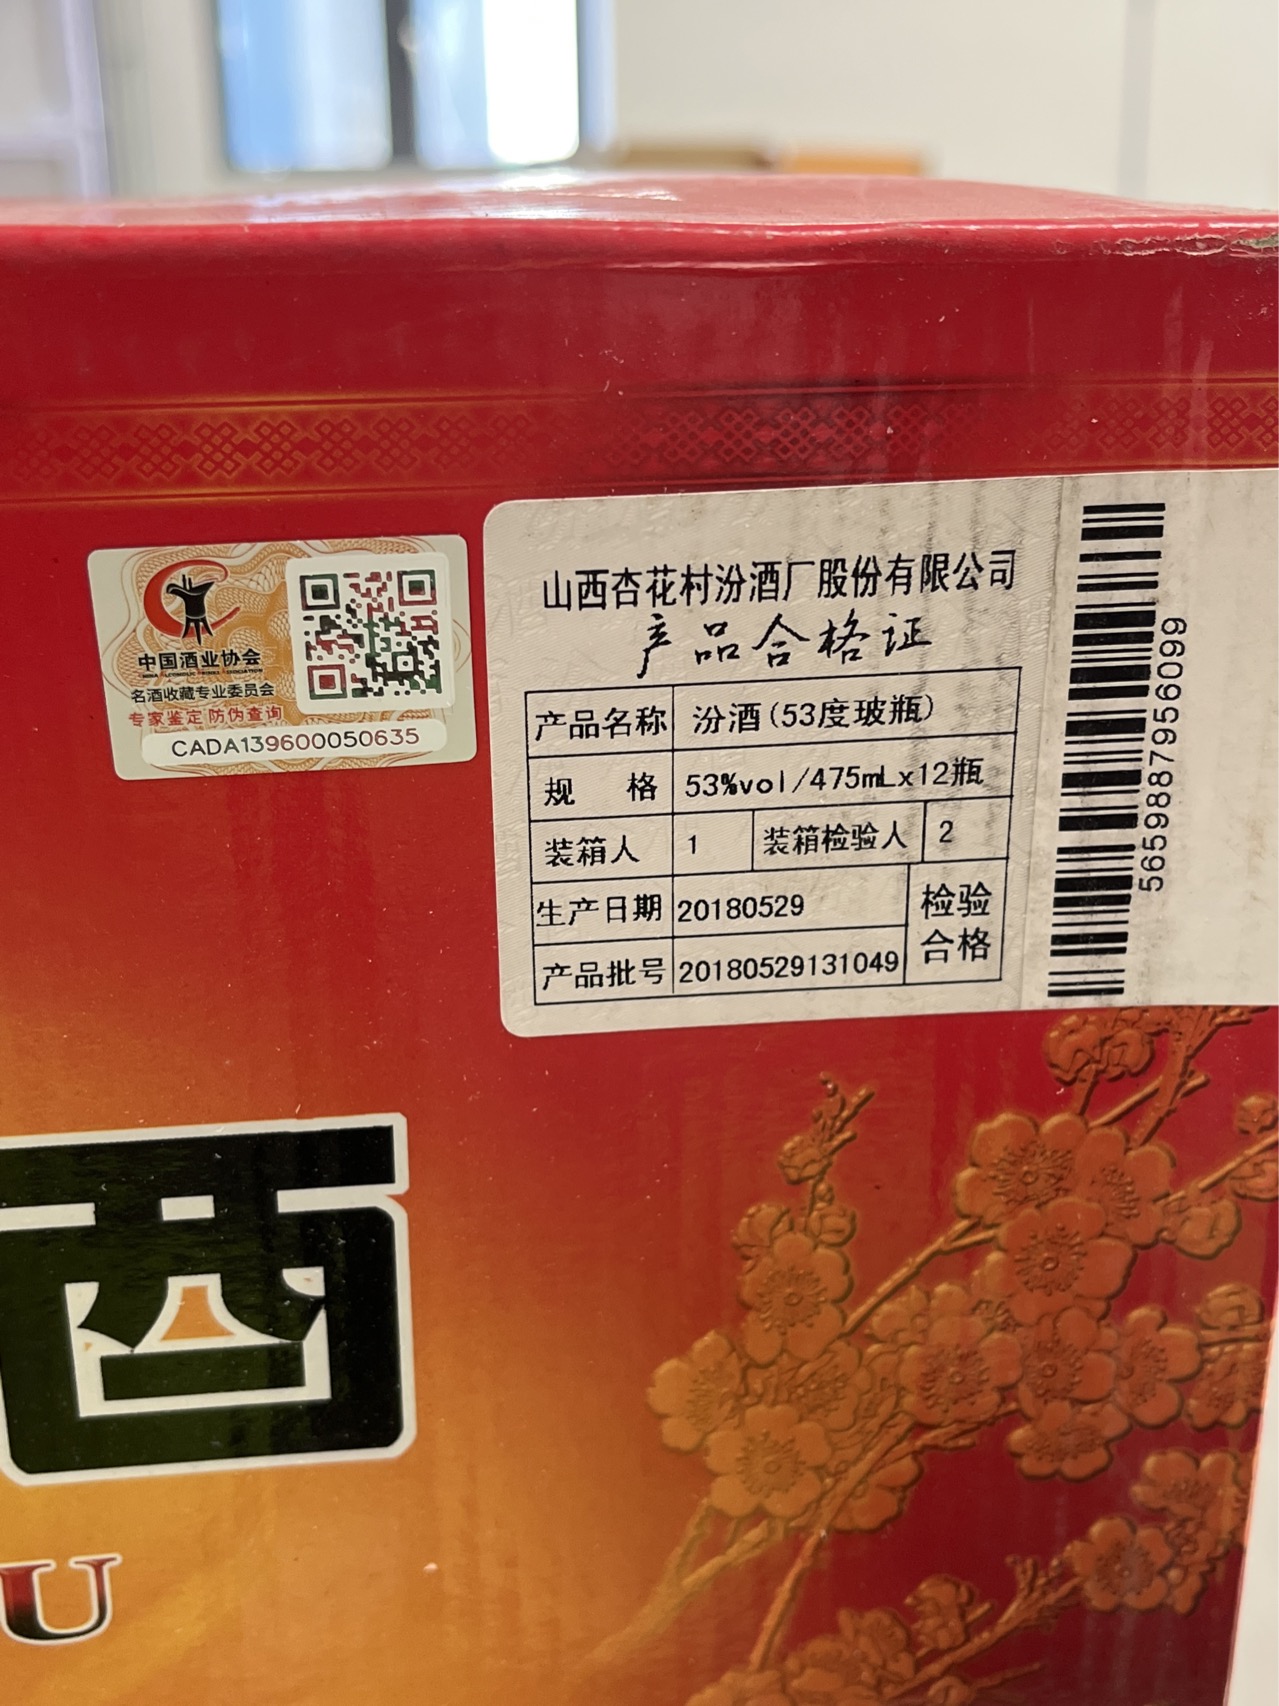 中国酒业协会
名酒收藏专业委员会
专家鉴定 防伪查询
CADA139600050635
山西杏花村汾酒厂股份有限公司
产品合格证
产品名称 汾酒(53度玻瓶)
规 格 53%vol/475mLx12瓶
装箱人 1 装箱检验人 2
生产日期 20180529
产品批号 20180529131049
检验合格
5659887956099
酒
U